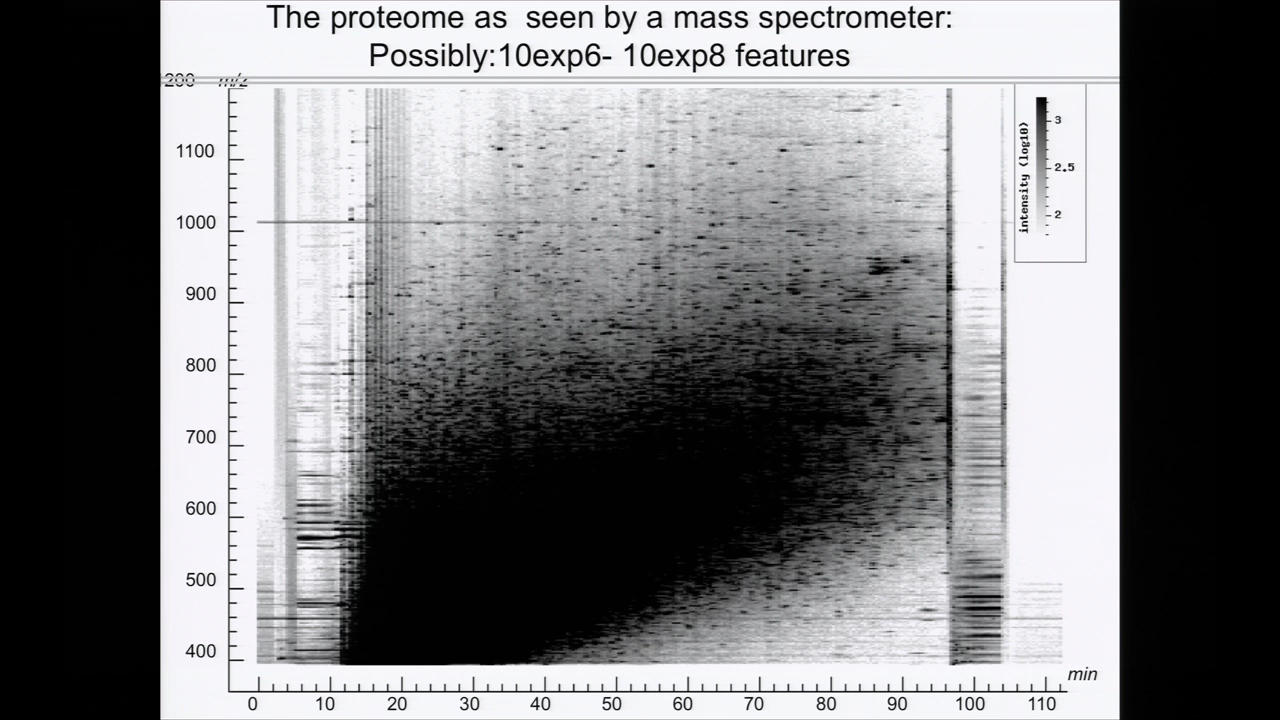 The proteome as  seen by a mass spectrometer:
Possibly:10exp6- 10exp8 features
m/z
1100
1000
900
800
700
600
500
400
intensity (log10)
3
2.5
2
min
0 10 20 30 40 50 60 70 80 90 100 110